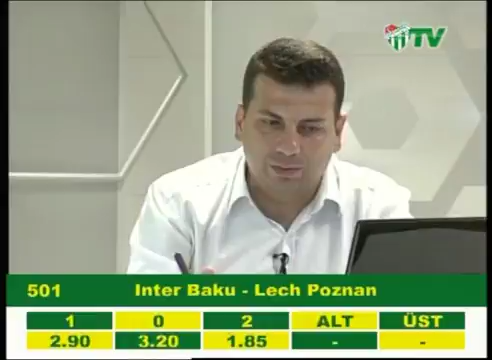 TV
501 Inter Baku - Lech Poznan
1 0 2 ALT ÜST
2.90 3.20 1.85 - -